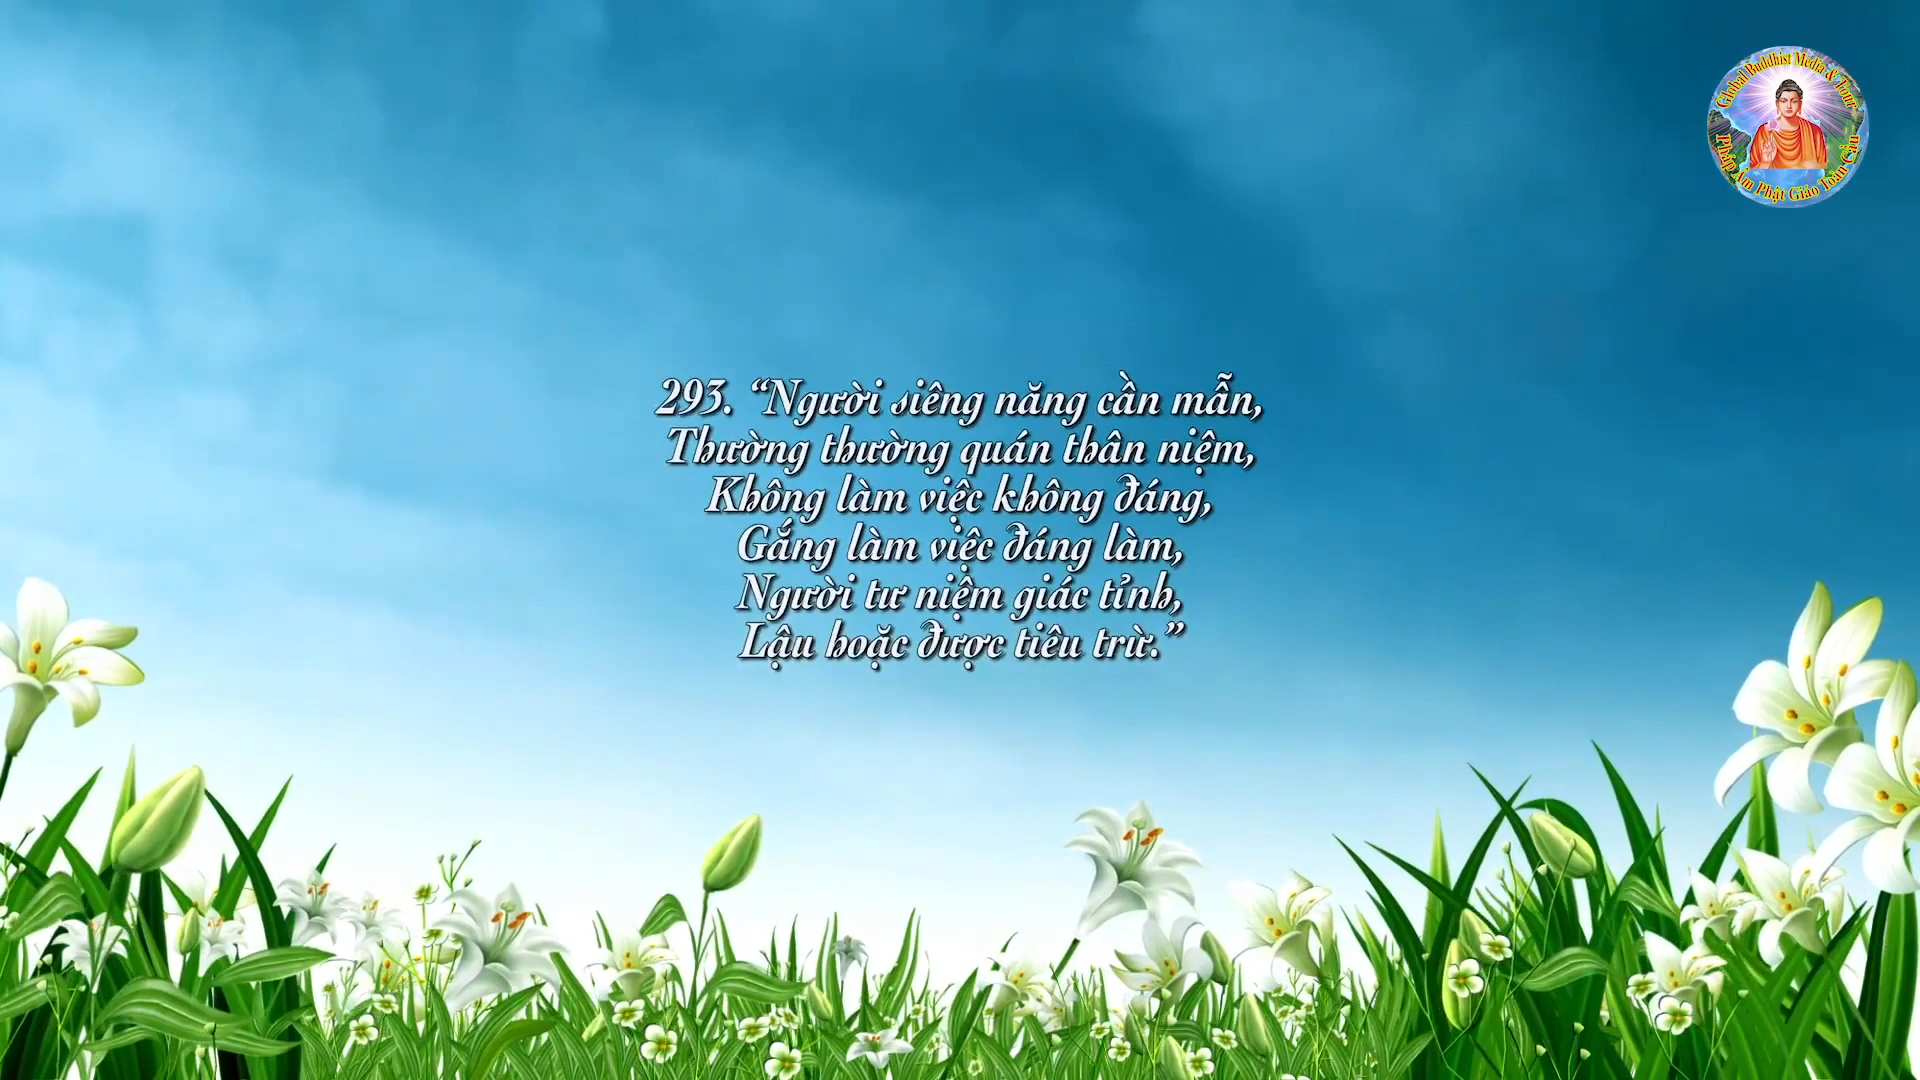 Global Buddhist Media & Tour
Pháp Âm Phật Giáo Toàn Cầu
293. “Người siêng năng cần mẫn,
Thường thường quán thân niệm,
Không làm việc không đáng,
Gắng làm việc đáng làm,
Người tư niệm giác tỉnh,
Lậu hoặc được tiêu trừ.”